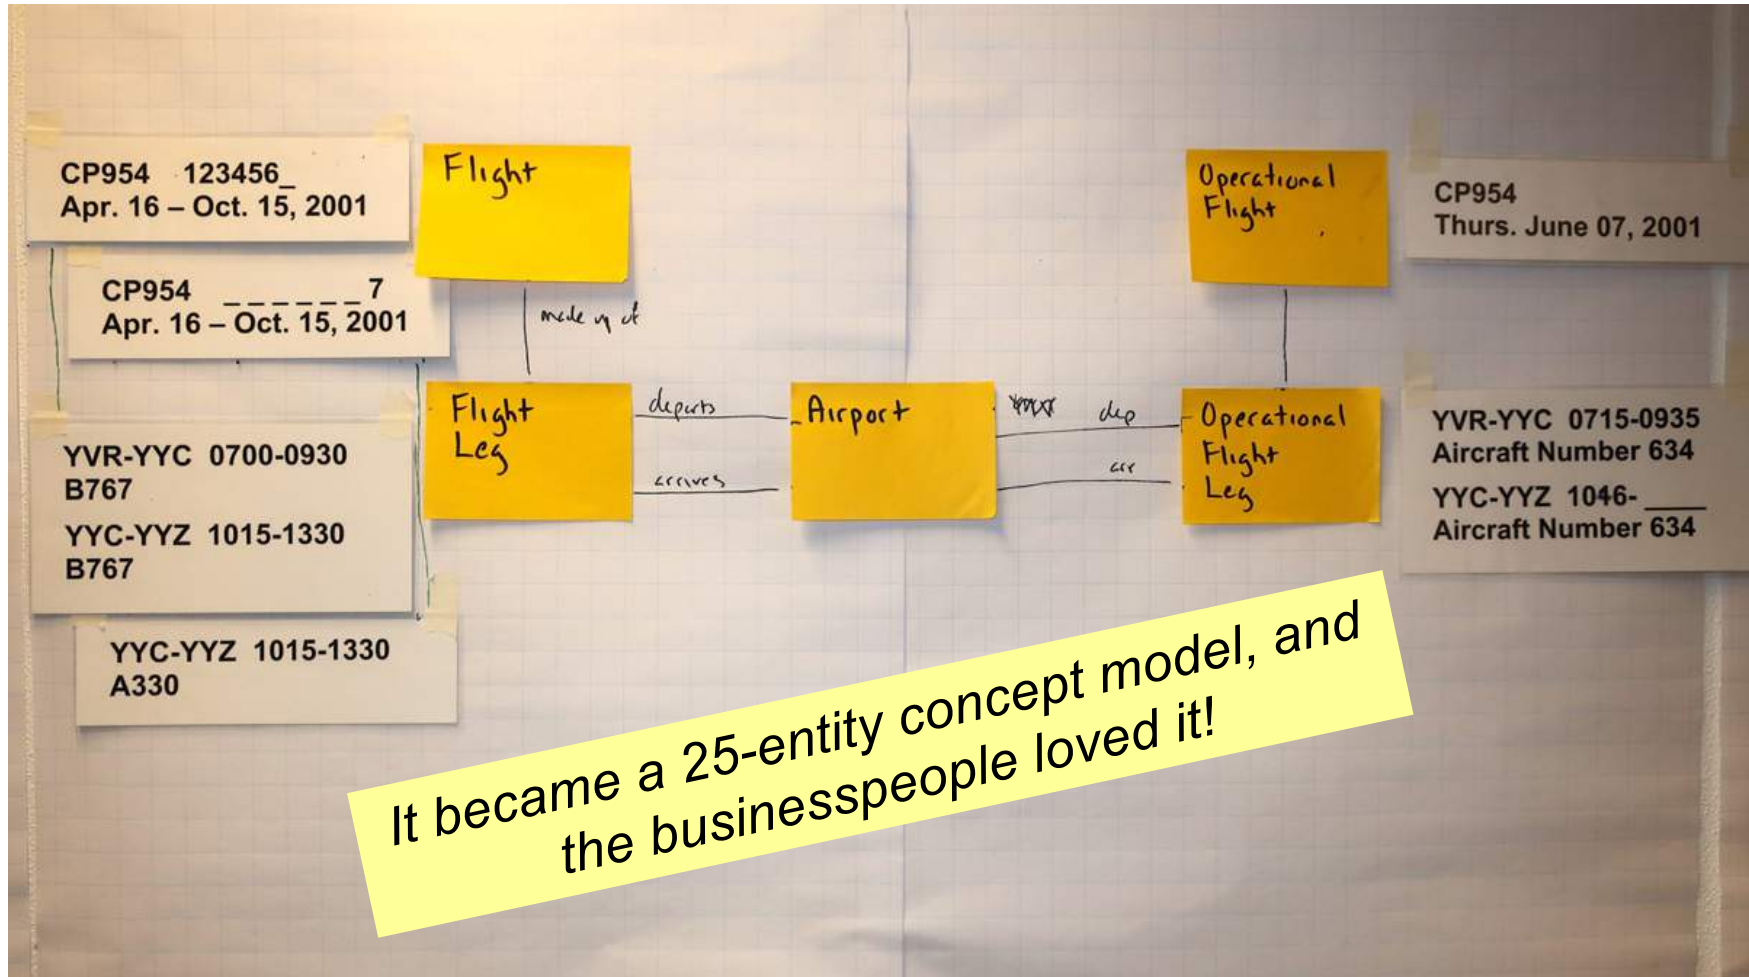 CP954 123456_
Apr. 16 – Oct. 15, 2001
Flight
Operational
Flight
CP954
Thurs. June 07, 2001
CP954 _ _ _ _ _ _ 7
Apr. 16 – Oct. 15, 2001
made up of
Flight
Leg
departs
arrives
Airport
dep
arr
Operational
Flight
Leg
YVR-YYC 0700-0930
B767
YYC-YYZ 1015-1330
B767
YVR-YYC 0715-0935
Aircraft Number 634
YYC-YYZ 1046-____
Aircraft Number 634
YYC-YYZ 1015-1330
A330
It became a 25-entity concept model, and
the businesspeople loved it!